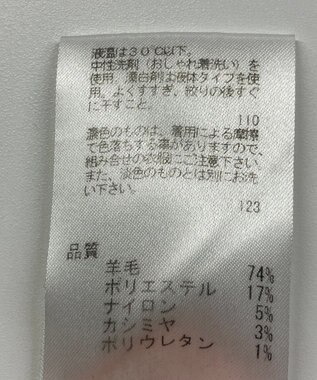 液温は30℃以下。
中性洗剤（おしゃれ着洗い）を
使用。漂白剤は液体タイプを使
用。よくすすぎ、絞りの後すぐ
に干すこと。
110
濃色のものは、着用による摩擦
で色落ちする事がありますので、
組み合せの衣服にご注意下さい。
また、淡色のものとは別にお洗
い下さい。
123
品質
羊毛 74%
ポリエステル 17%
ナイロン 5%
カシミヤ 3%
ポリウレタン 1%